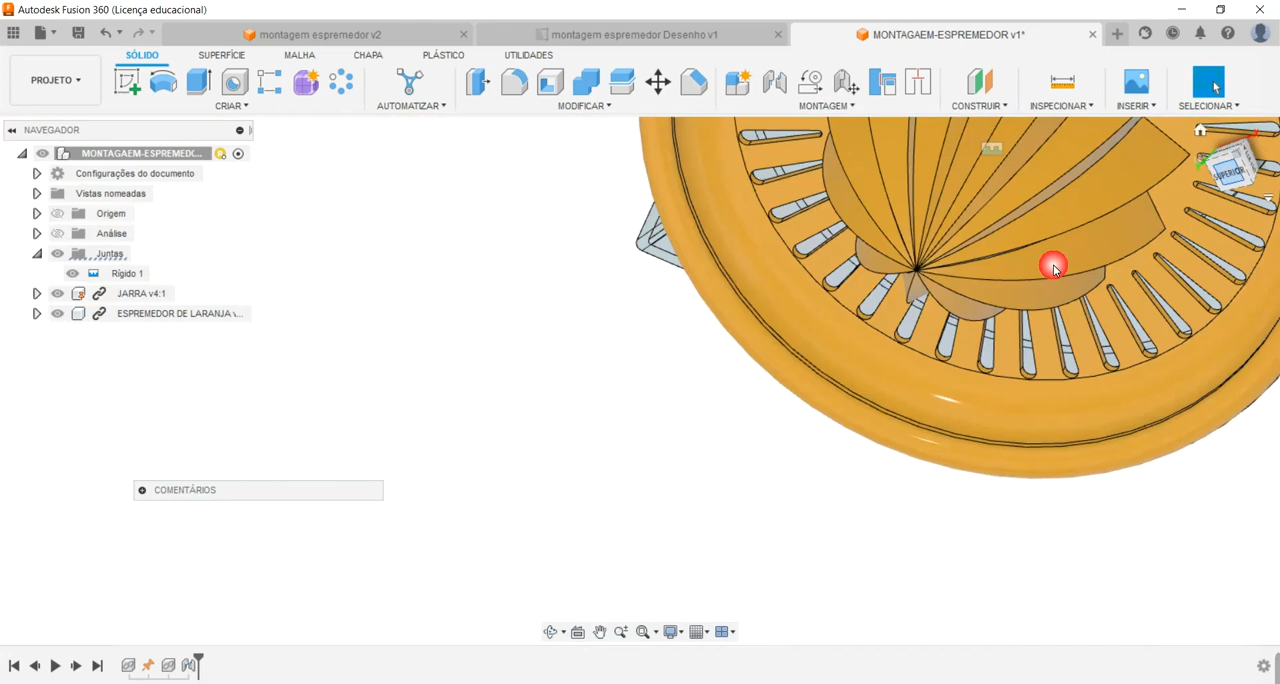 Autodesk Fusion 360 (Licença educacional)
montagem espremedor v2
montagem espremedor Desenho v1
MONTAGAEM-ESPREMEDOR v1*
PROJETO
SÓLIDO
SUPERFÍCIE
MALHA
CHAPA
PLÁSTICO
UTILIDADES
CRIAR
AUTOMATIZAR
MODIFICAR
MONTAGEM
CONSTRUIR
INSPECIONAR
INSERIR
SELECIONAR
NAVEGADOR
MONTAGAEM-ESPREMEDC...
Configurações do documento
Vistas nomeadas
Origem
Análise
Juntas
Rígido 1
JARRA v4:1
ESPREMEDOR DE LARANJA v...
SUPERIOR
COMENTÁRIOS